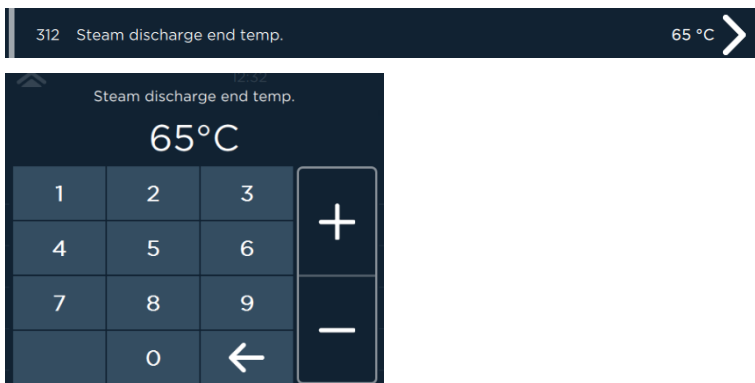 312 Steam discharge end temp.
65 °C
12:32
Steam discharge end temp.
65°C
1 2 3
4 5 6
7 8 9
0